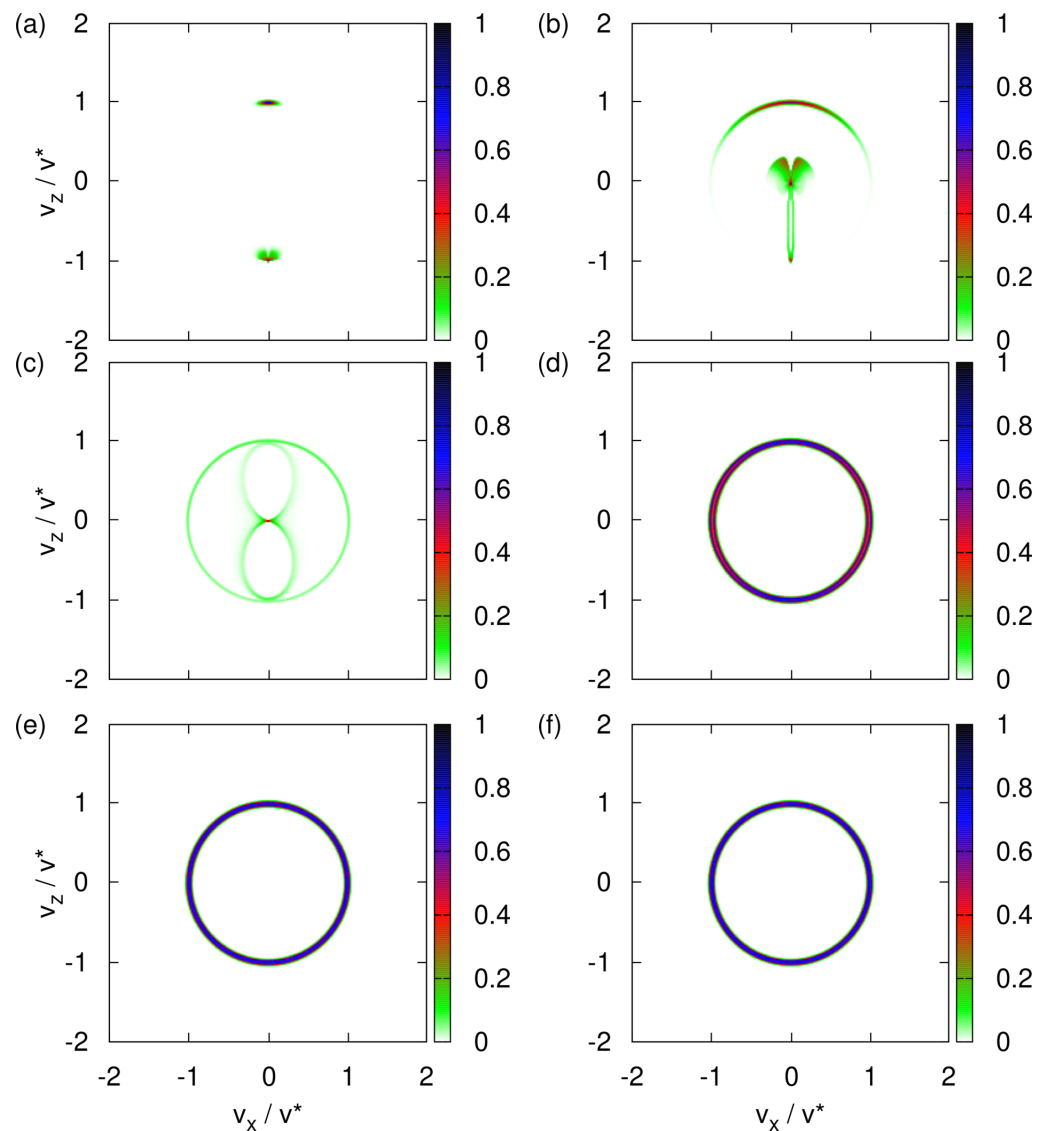 (a) 2 1 0 -1 -2 v_z / v* 1 0.8 0.6 0.4 0.2 0
(b) 2 1 0 -1 -2 1 0.8 0.6 0.4 0.2 0
(c) 2 1 0 -1 -2 v_z / v* 1 0.8 0.6 0.4 0.2 0
(d) 2 1 0 -1 -2 1 0.8 0.6 0.4 0.2 0
(e) 2 1 0 -1 -2 v_z / v* 1 0.8 0.6 0.4 0.2 0
-2 -1 0 1 2
v_x / v*
(f) 2 1 0 -1 -2 1 0.8 0.6 0.4 0.2 0
-2 -1 0 1 2
v_x / v*